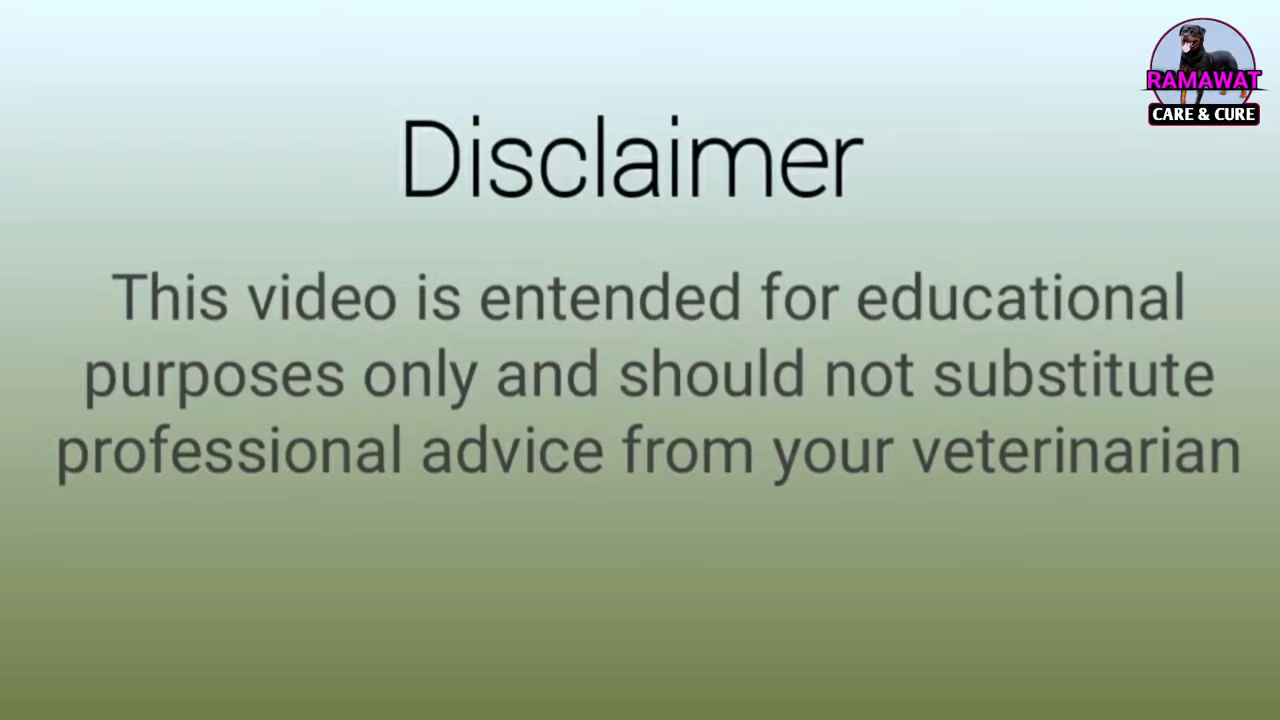 RAMAWAT
CARE & CURE
Disclaimer
This video is entended for educational
purposes only and should not substitute
professional advice from your veterinarian